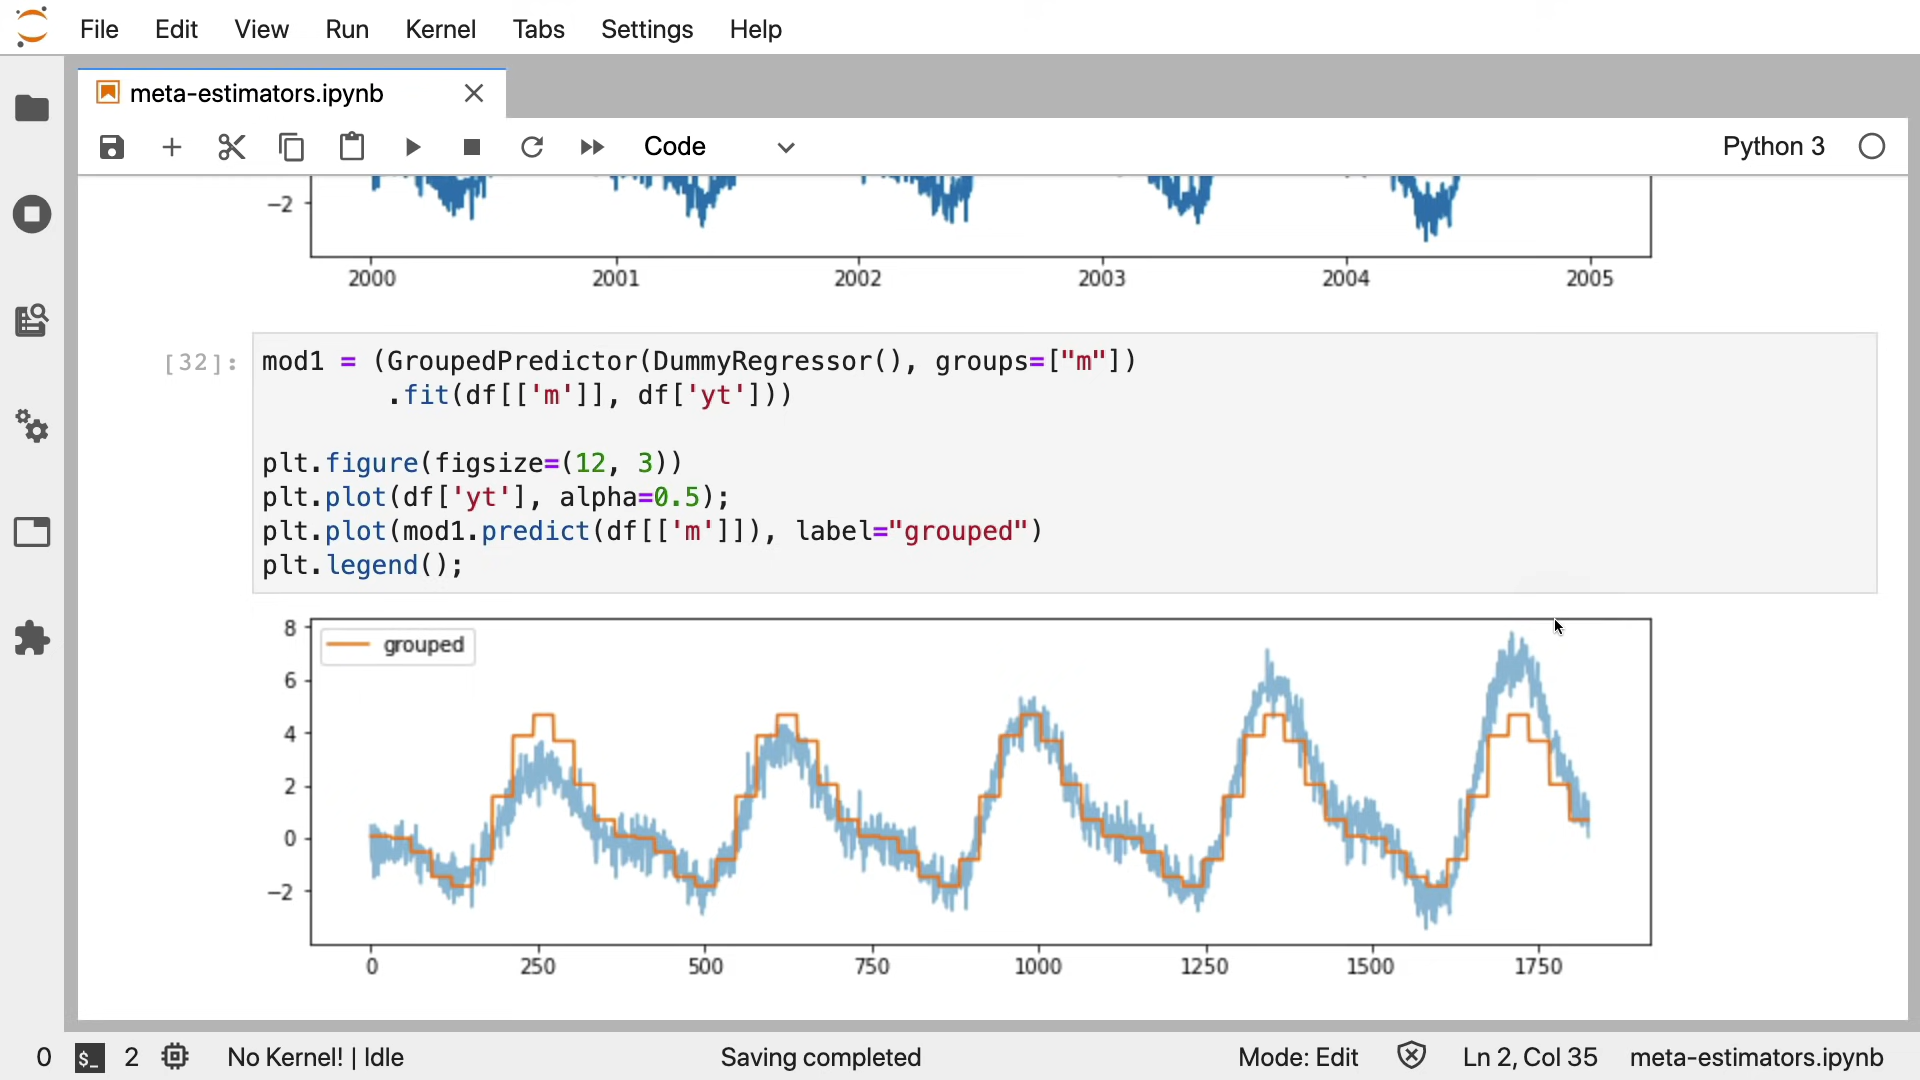 File Edit View Run Kernel Tabs Settings Help
meta-estimators.ipynb
Code
Python 3
−2
2000 2001 2002 2003 2004 2005
[32]:
mod1 = (GroupedPredictor(DummyRegressor(), groups=["m"])
.fit(df[['m']], df['yt']))
plt.figure(figsize=(12, 3))
plt.plot(df['yt'], alpha=0.5);
plt.plot(mod1.predict(df[['m']]), label="grouped")
plt.legend();
grouped
8
6
4
2
0
−2
0 250 500 750 1000 1250 1500 1750
0 $_ 2 No Kernel! | Idle Saving completed Mode: Edit Ln 2, Col 35 meta-estimators.ipynb